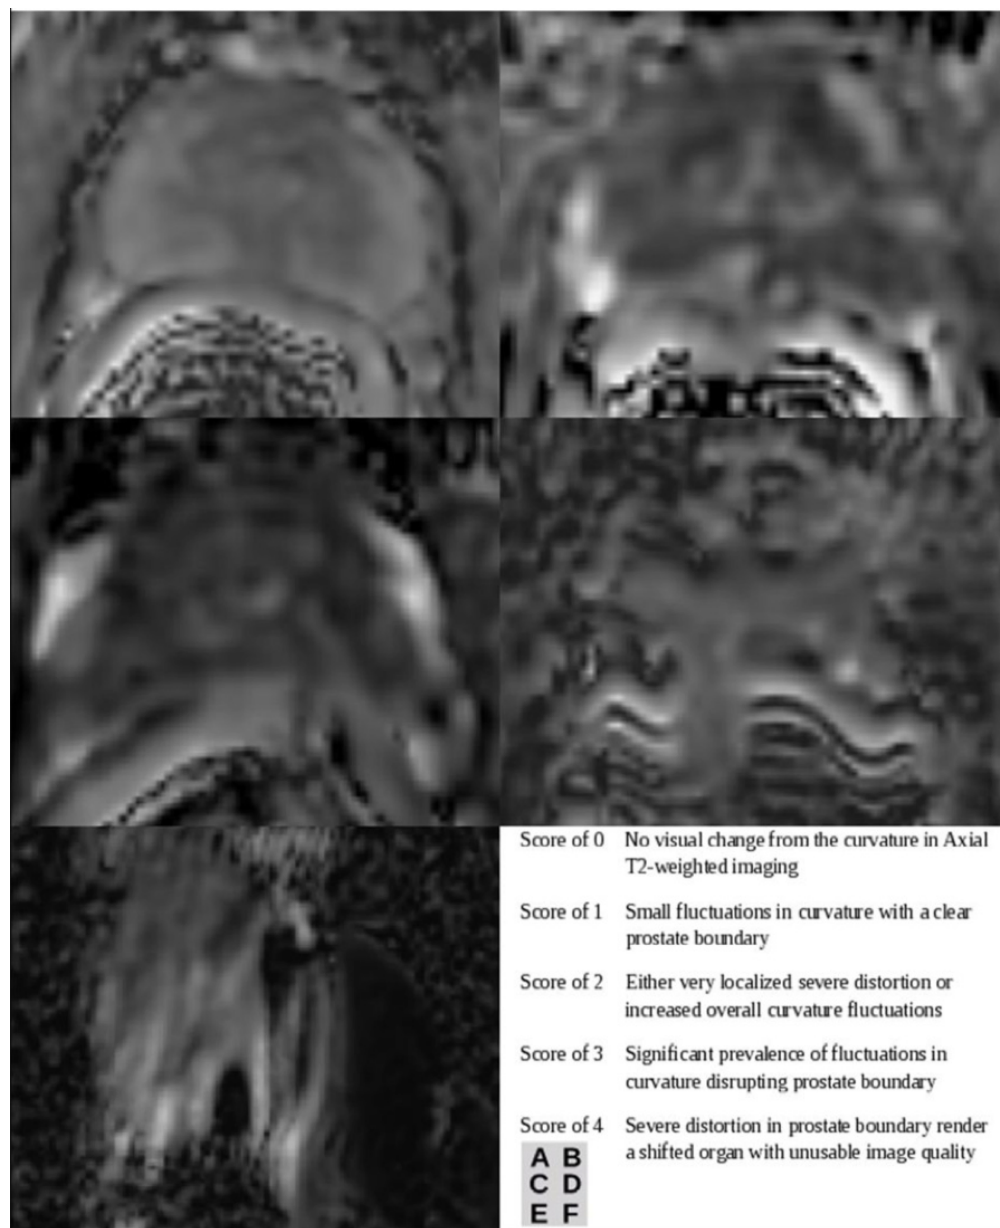 Score of 0 No visual change from the curvature in Axial
T2-weighted imaging
Score of 1 Small fluctuations in curvature with a clear
prostate boundary
Score of 2 Either very localized severe distortion or
increased overall curvature fluctuations
Score of 3 Significant prevalence of fluctuations in
curvature disrupting prostate boundary
Score of 4 Severe distortion in prostate boundary render
a shifted organ with unusable image quality
A B
C D
E F